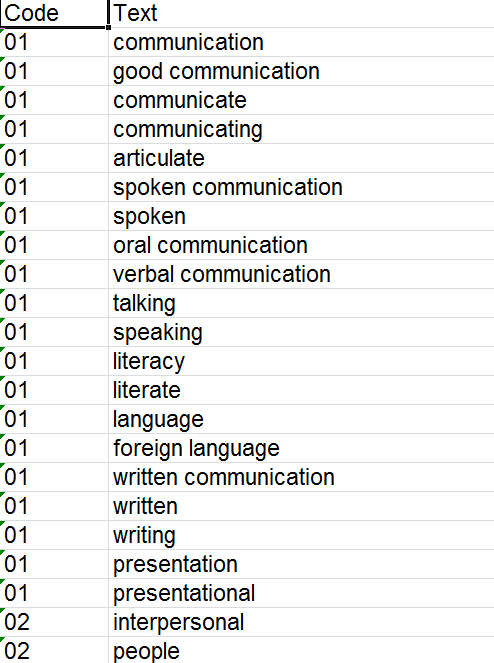 Code Text
01 communication
01 good communication
01 communicate
01 communicating
01 articulate
01 spoken communication
01 spoken
01 oral communication
01 verbal communication
01 talking
01 speaking
01 literacy
01 literate
01 language
01 foreign language
01 written communication
01 written
01 writing
01 presentation
01 presentational
02 interpersonal
02 people